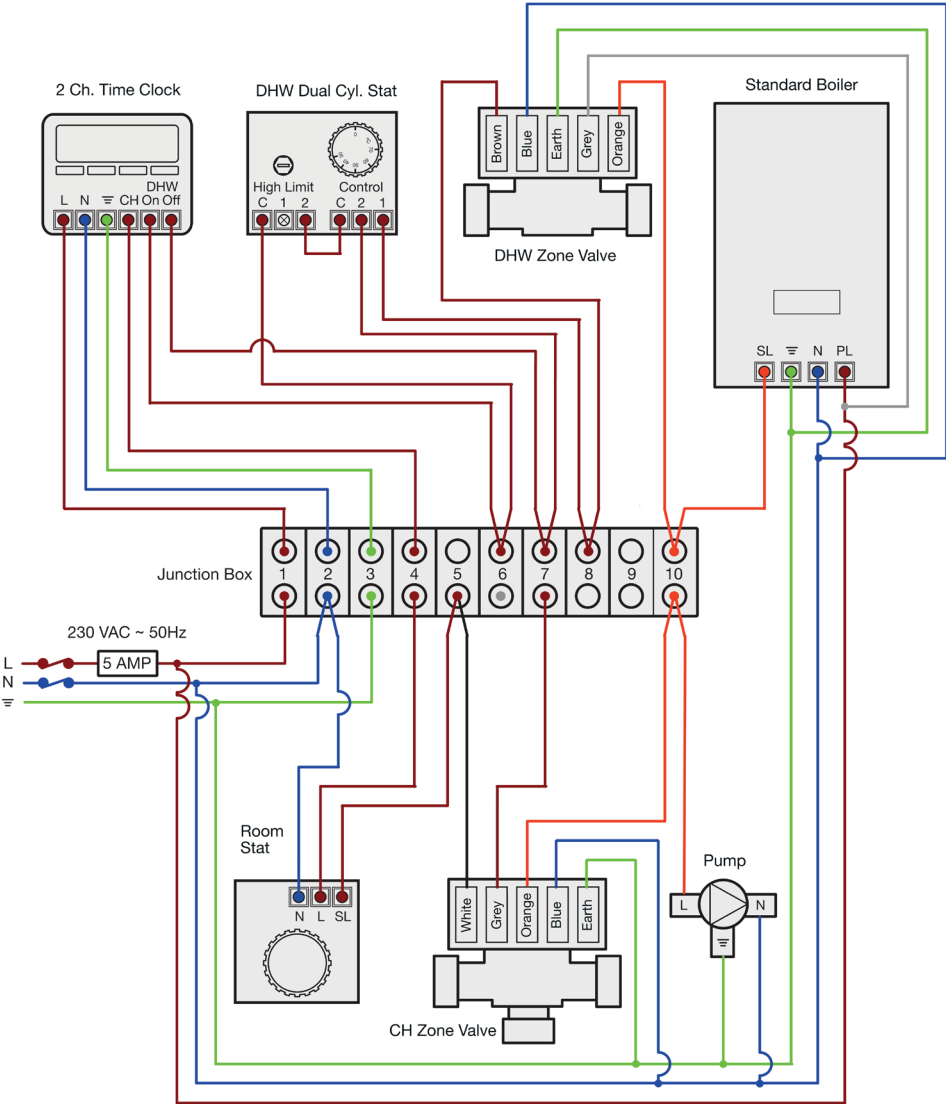 2 Ch. Time Clock
L N ⏚ CH On Off
DHW
DHW Dual Cyl. Stat
High Limit Control
C 1 2 C 2 1
0
Brown
Blue
Earth
Grey
Orange
DHW Zone Valve
Standard Boiler
SL ⏚ N PL
Junction Box
1 2 3 4 5 6 7 8 9 10
230 VAC ~ 50Hz
L
5 AMP
N
⏚
Room
Stat
N L SL
White
Grey
Orange
Blue
Earth
CH Zone Valve
Pump
L N
⏚